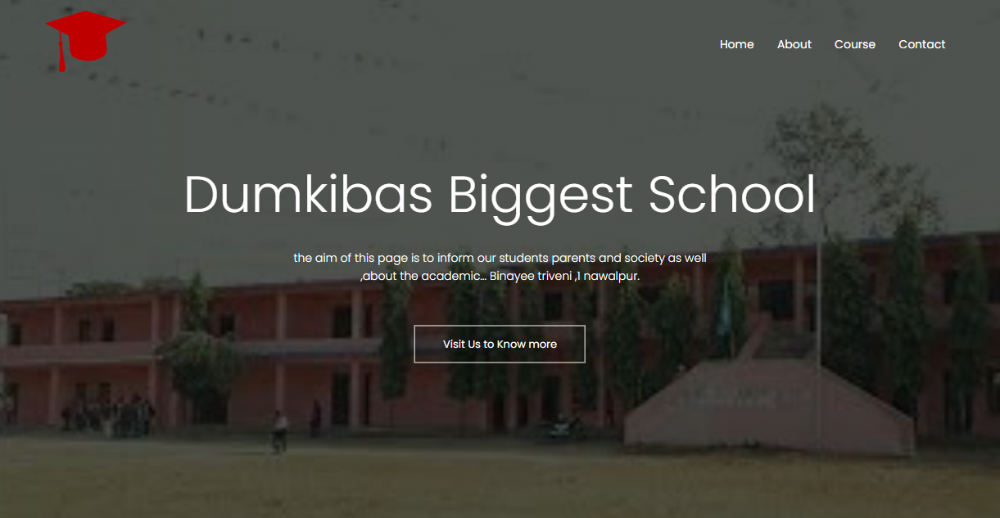 Home About Course Contact
Dumkibas Biggest School
the aim of this page is to inform our students parents and society as well
,about the academic... Binayee triveni ,1 nawalpur.
Visit Us to Know more